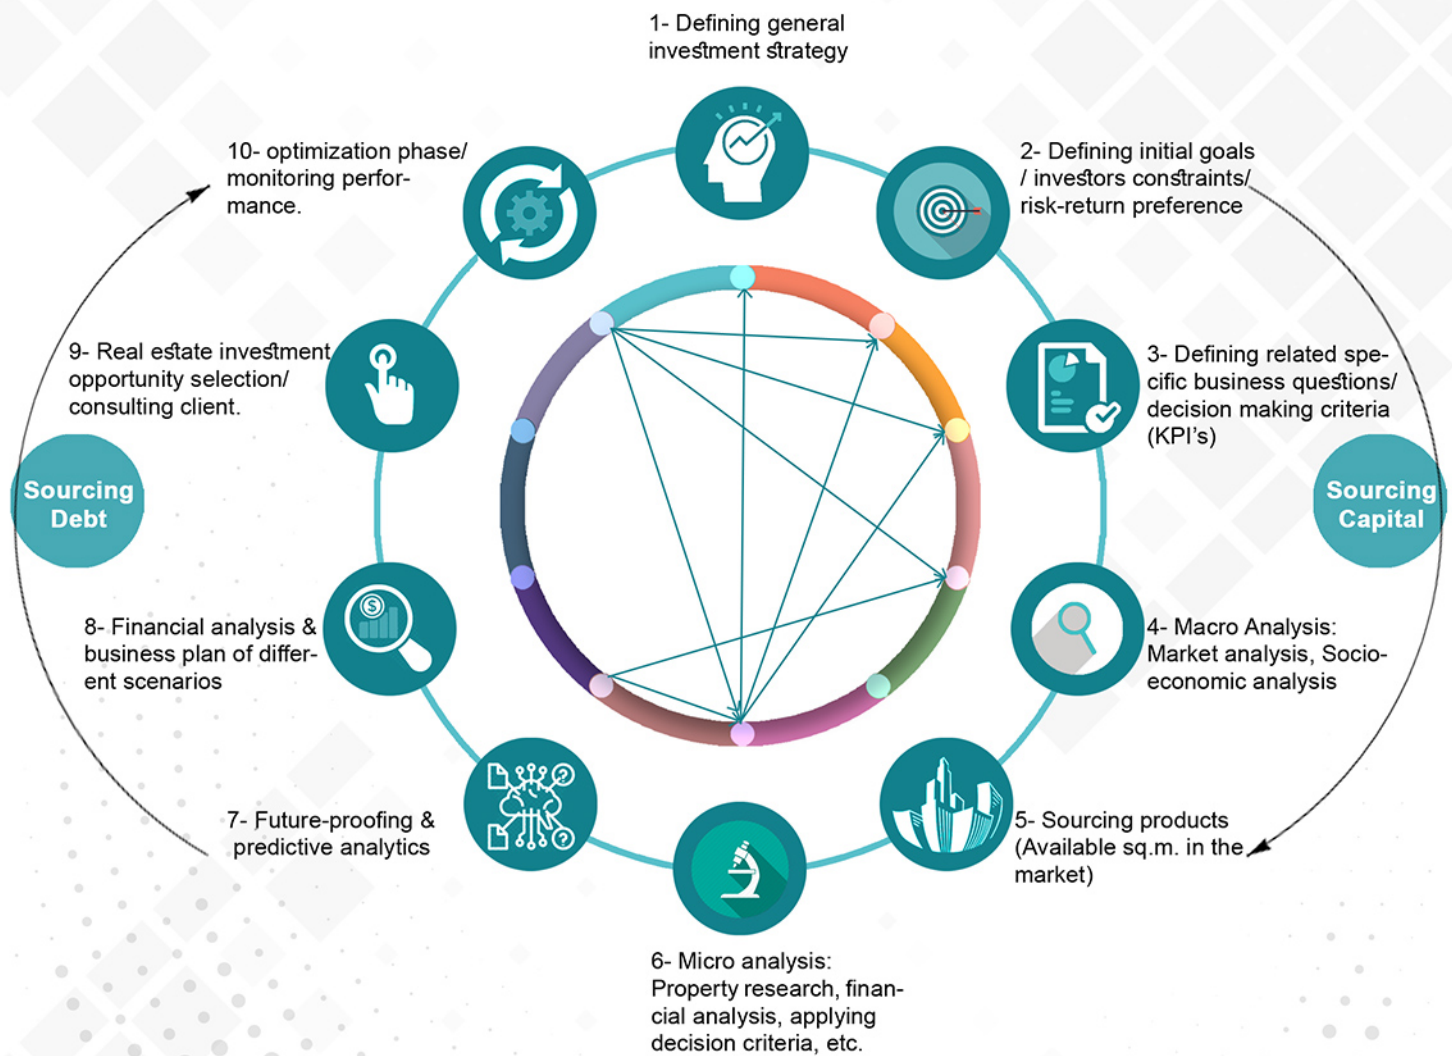 1- Defining general
investment strategy
2- Defining initial goals
/ investors constraints/
risk-return preference
3- Defining related spe-
cific business questions/
decision making criteria
(KPI's)
Sourcing
Capital
4- Macro Analysis:
Market analysis, Socio-
economic analysis
5- Sourcing products
(Available sq.m. in the
market)
6- Micro analysis:
Property research, finan-
cial analysis, applying
decision criteria, etc.
7- Future-proofing &
predictive analytics
8- Financial analysis &
business plan of differ-
ent scenarios
Sourcing
Debt
9- Real estate investment
opportunity selection/
consulting client.
10- optimization phase/
monitoring perfor-
mance.